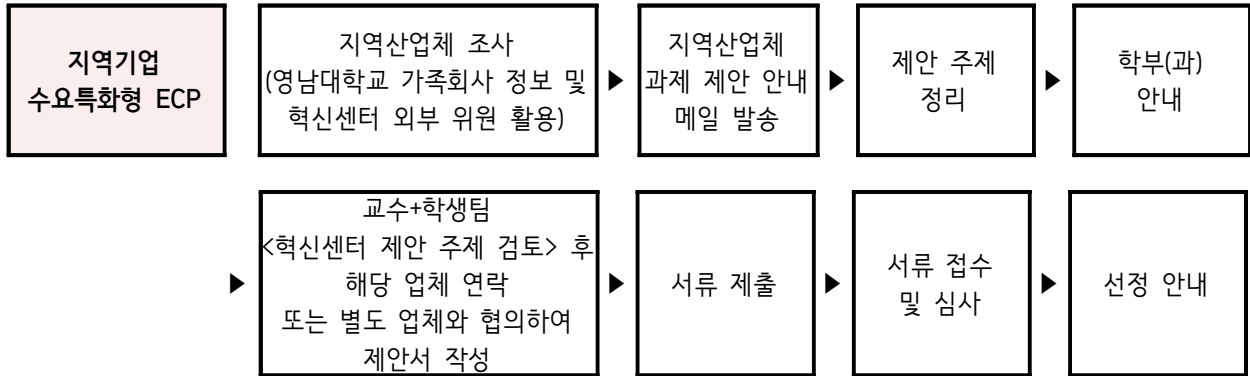 지역기업
수요특화형 ECP
지역산업체 조사
(영남대학교 가족회사 정보 및
혁신센터 외부 위원 활용)
▶
지역산업체
과제 제안 안내
메일 발송
▶
제안 주제
정리
▶
학부(과)
안내
▶
교수+학생팀
<혁신센터 제안 주제 검토> 후
해당 업체 연락
또는 별도 업체와 협의하여
제안서 작성
▶
서류 제출
▶
서류 접수
및 심사
▶
선정 안내